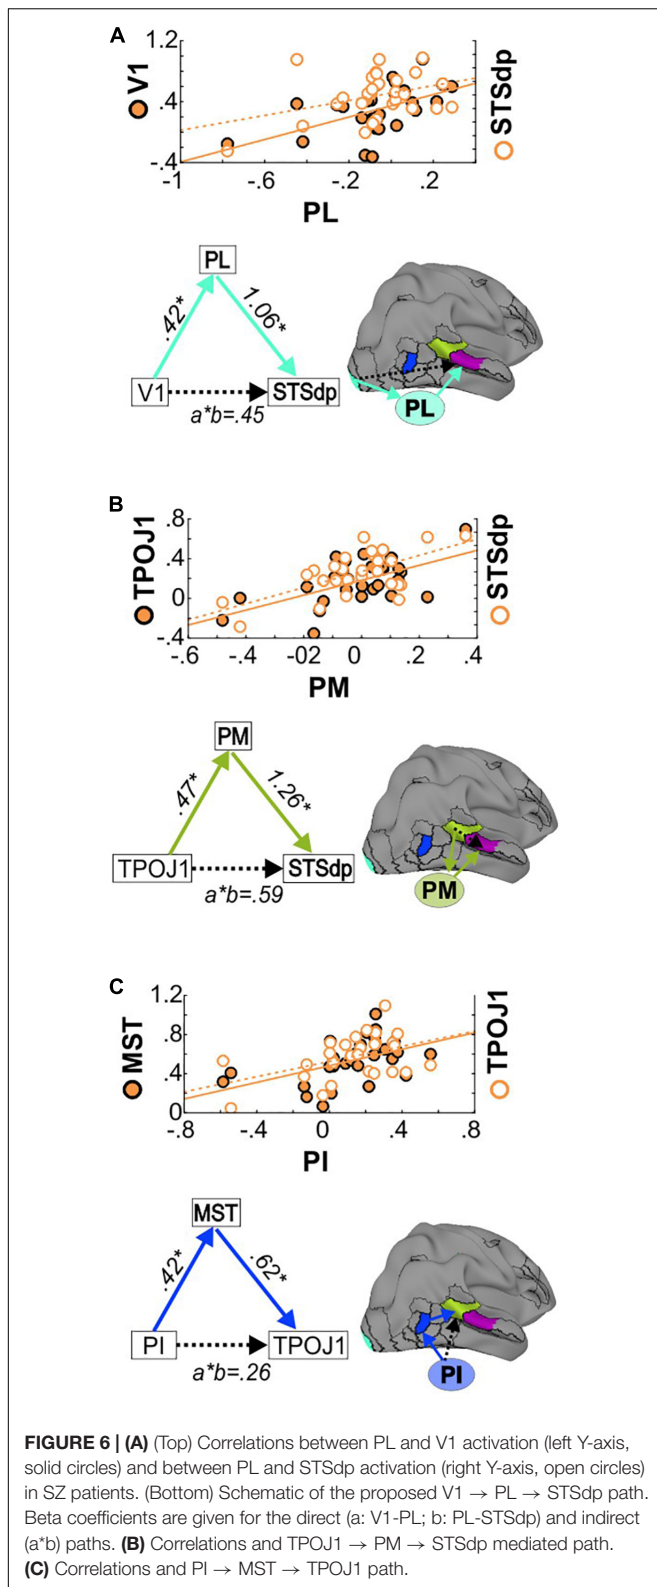 A
1.2
.4
-.4
V1
STSdp
-1 -.6 -.2 .2
PL
PL
.42*
1.06*
V1
STSdp
a*b=.45
PL
B
.8
.4
0
-.4
TPOJ1
STSdp
-.6 -.4 -02 0 .2 .4
PM
PM
.47*
1.26*
TPOJ1
STSdp
a*b=.59
PM
C
1.2
.8
.4
0
MST
TPOJ1
-.8 -.4 0 .4 .8
PI
MST
.42*
.62*
PI
TPOJ1
a*b=.26
PI
FIGURE 6 | (A) (Top) Correlations between PL and V1 activation (left Y-axis,
solid circles) and between PL and STSdp activation (right Y-axis, open circles)
in SZ patients. (Bottom) Schematic of the proposed V1 → PL → STSdp path.
Beta coefficients are given for the direct (a: V1-PL; b: PL-STSdp) and indirect
(a*b) paths. (B) Correlations and TPOJ1 → PM → STSdp mediated path.
(C) Correlations and PI → MST → TPOJ1 path.